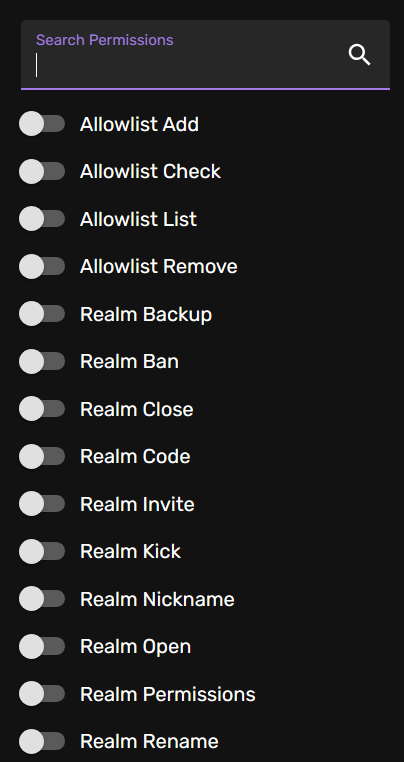 Search Permissions
Allowlist Add
Allowlist Check
Allowlist List
Allowlist Remove
Realm Backup
Realm Ban
Realm Close
Realm Code
Realm Invite
Realm Kick
Realm Nickname
Realm Open
Realm Permissions
Realm Rename